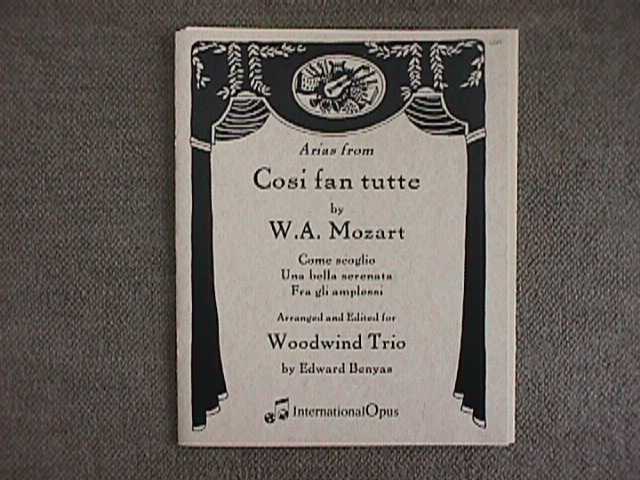 Arias from
Cosi fan tutte
by
W.A. Mozart
Come scoglio
Una bella serenata
Fra gli amplessi
Arranged and Edited for
Woodwind Trio
by Edward Benyas
InternationalOpus